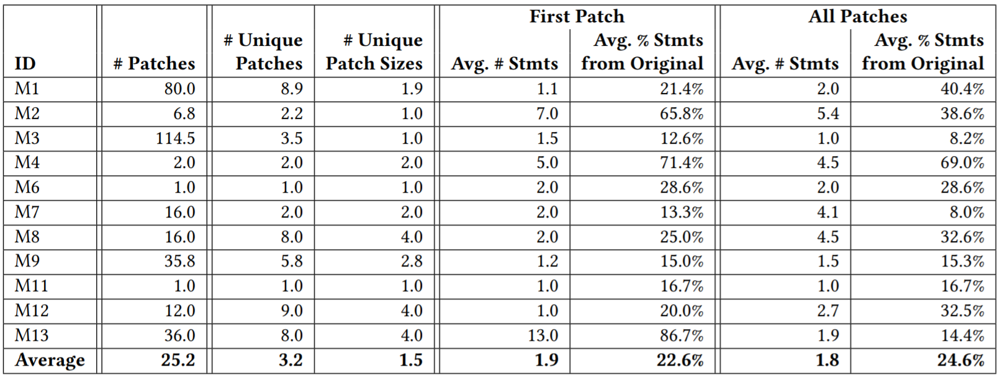 First Patch All Patches
# Unique # Unique Avg. % Stmts Avg. % Stmts
ID # Patches Patches Patch Sizes Avg. # Stmts from Original Avg. # Stmts from Original
M1 80.0 8.9 1.9 1.1 21.4% 2.0 40.4%
M2 6.8 2.2 1.0 7.0 65.8% 5.4 38.6%
M3 114.5 3.5 1.0 1.5 12.6% 1.0 8.2%
M4 2.0 2.0 2.0 5.0 71.4% 4.5 69.0%
M6 1.0 1.0 1.0 2.0 28.6% 2.0 28.6%
M7 16.0 2.0 2.0 2.0 13.3% 4.1 8.0%
M8 16.0 8.0 4.0 2.0 25.0% 4.5 32.6%
M9 35.8 5.8 2.8 1.2 15.0% 1.5 15.3%
M11 1.0 1.0 1.0 1.0 16.7% 1.0 16.7%
M12 12.0 9.0 4.0 1.0 20.0% 2.7 32.5%
M13 36.0 8.0 4.0 13.0 86.7% 1.9 14.4%
Average 25.2 3.2 1.5 1.9 22.6% 1.8 24.6%